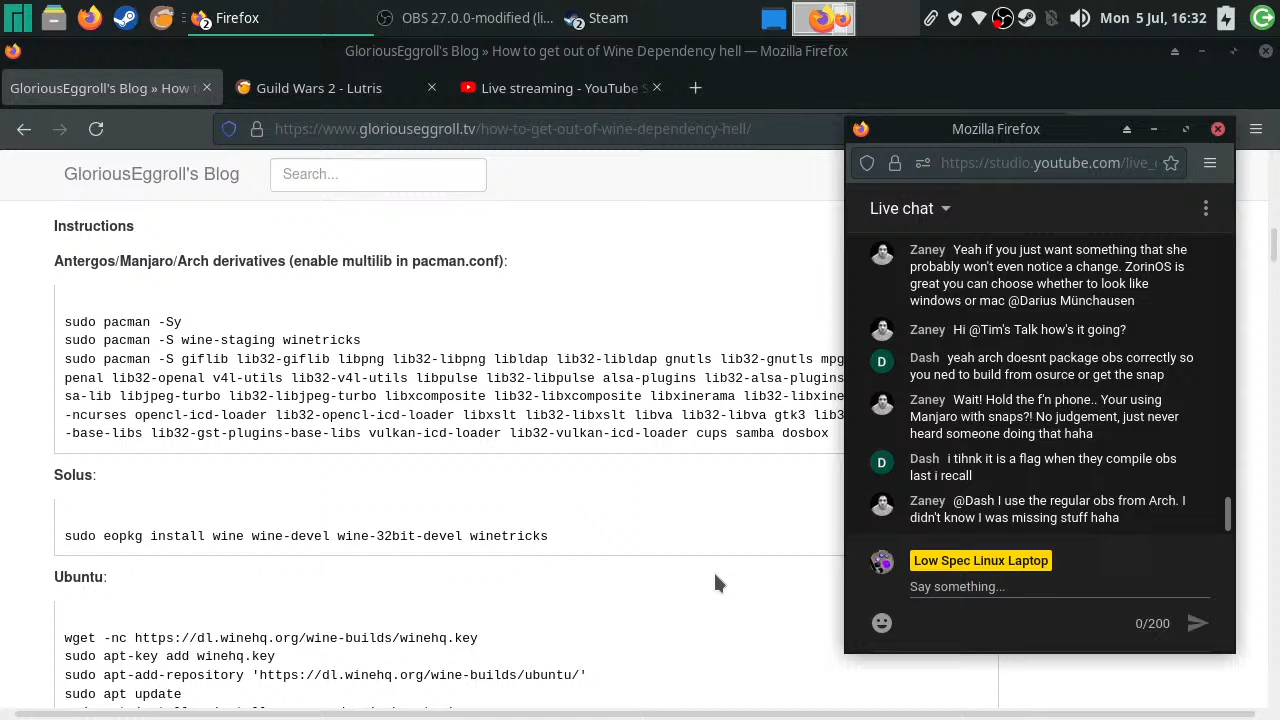 2 Firefox
OBS 27.0.0-modified (li...
2 Steam
Mon 5 Jul, 16:32
GloriousEggroll's Blog » How to get out of Wine Dependency hell — Mozilla Firefox
GloriousEggroll's Blog » How to
Guild Wars 2 - Lutris
Live streaming - YouTube S
https://www.gloriouseggroll.tv/how-to-get-out-of-wine-dependency-hell/
GloriousEggroll's Blog
Search...
Instructions
Antergos/Manjaro/Arch derivatives (enable multilib in pacman.conf):
sudo pacman -Sy
sudo pacman -S wine-staging winetricks
sudo pacman -S giflib lib32-giflib libpng lib32-libpng libldap lib32-libldap gnutls lib32-gnutls mpg
penal lib32-openal v4l-utils lib32-v4l-utils libpulse lib32-libpulse alsa-plugins lib32-alsa-plugins
sa-lib libjpeg-turbo lib32-libjpeg-turbo libxcomposite lib32-libxcomposite libxinerama lib32-libxine
-ncurses opencl-icd-loader lib32-opencl-icd-loader libxslt lib32-libxslt libva lib32-libva gtk3 lib3
-base-libs lib32-gst-plugins-base-libs vulkan-icd-loader lib32-vulkan-icd-loader cups samba dosbox
Solus:
sudo eopkg install wine wine-devel wine-32bit-devel winetricks
Ubuntu:
wget -nc https://dl.winehq.org/wine-builds/winehq.key
sudo apt-key add winehq.key
sudo apt-add-repository 'https://dl.winehq.org/wine-builds/ubuntu/'
sudo apt update
Mozilla Firefox
https://studio.youtube.com/live_c
Live chat
Zaney Yeah if you just want something that she
probably won't even notice a change. ZorinOS is
great you can choose whether to look like
windows or mac @Darius Münchausen
Zaney Hi @Tim's Talk how's it going?
D Dash yeah arch doesnt package obs correctly so
you ned to build from osurce or get the snap
Zaney Wait! Hold the f'n phone.. Your using
Manjaro with snaps?! No judgement, just never
heard someone doing that haha
D Dash i tihnk it is a flag when they compile obs
last i recall
Zaney @Dash I use the regular obs from Arch. I
didn't know I was missing stuff haha
Low Spec Linux Laptop
Say something...
0/200